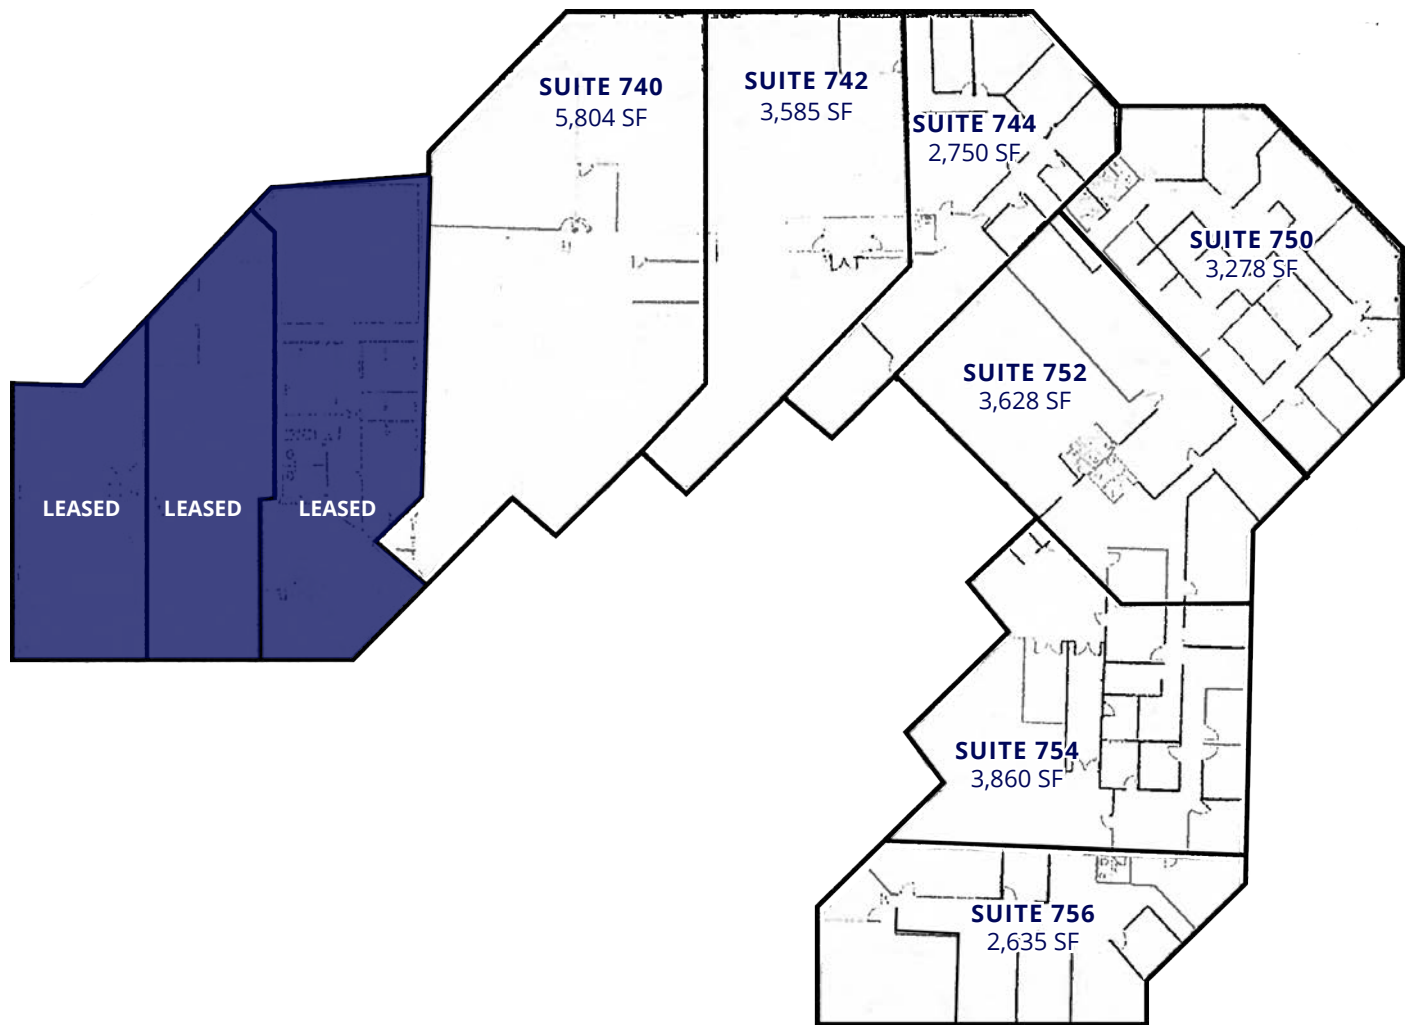 SUITE 740
5,804 SF
SUITE 742
3,585 SF
SUITE 744
2,750 SF
SUITE 750
3,278 SF
SUITE 752
3,628 SF
LEASED
LEASED
LEASED
SUITE 754
3,860 SF
SUITE 756
2,635 SF